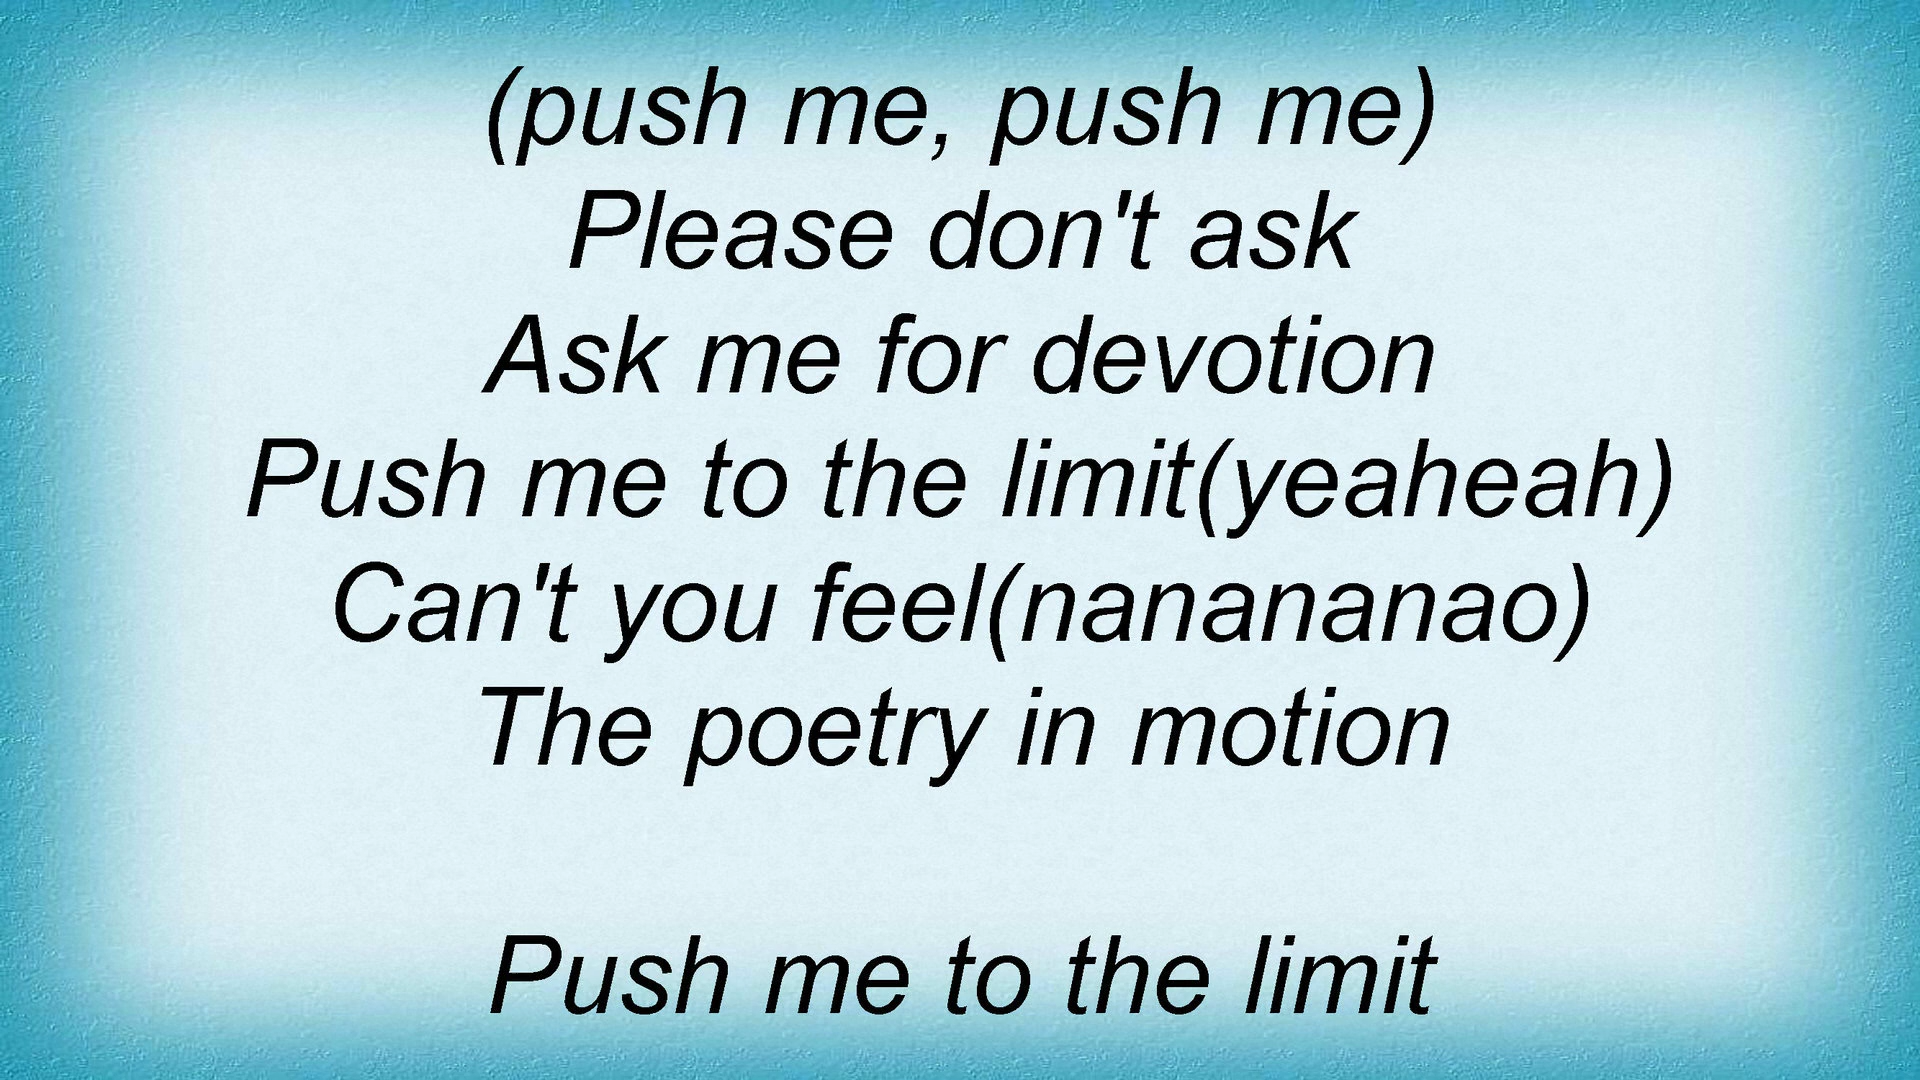 (push me, push me)
Please don't ask
Ask me for devotion
Push me to the limit(yeaheah)
Can't you feel(nanananao)
The poetry in motion
Push me to the limit